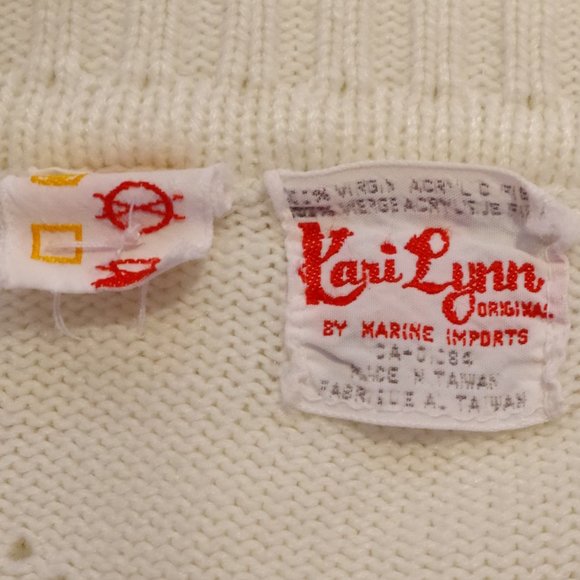 VIRGIN ACRYLIC
VIERGE ACRYLIQUE
Kari Lynn
ORIGINAL
BY MARINE IMPORTS
MADE IN TAIWAN
FABRIQUE A. TAIWAN